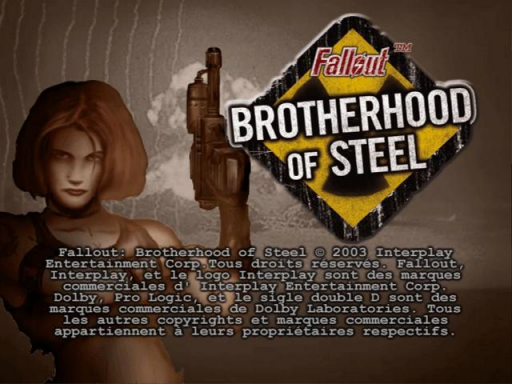 Fallout™
BROTHERHOOD
OF STEEL
Fallout: Brotherhood of Steel © 2003 Interplay
Entertainment Corp.Tous droits réservés. Fallout,
Interplay, et le logo Interplay sont des marques
commerciales d' Interplay Entertainment Corp.
Dolby, Pro Logic, et le sigle double D sont des
marques commerciales de Dolby Laboratories. Tous
les autres copyrights et marques commerciales
appartiennent à leurs propriétaires respectifs.